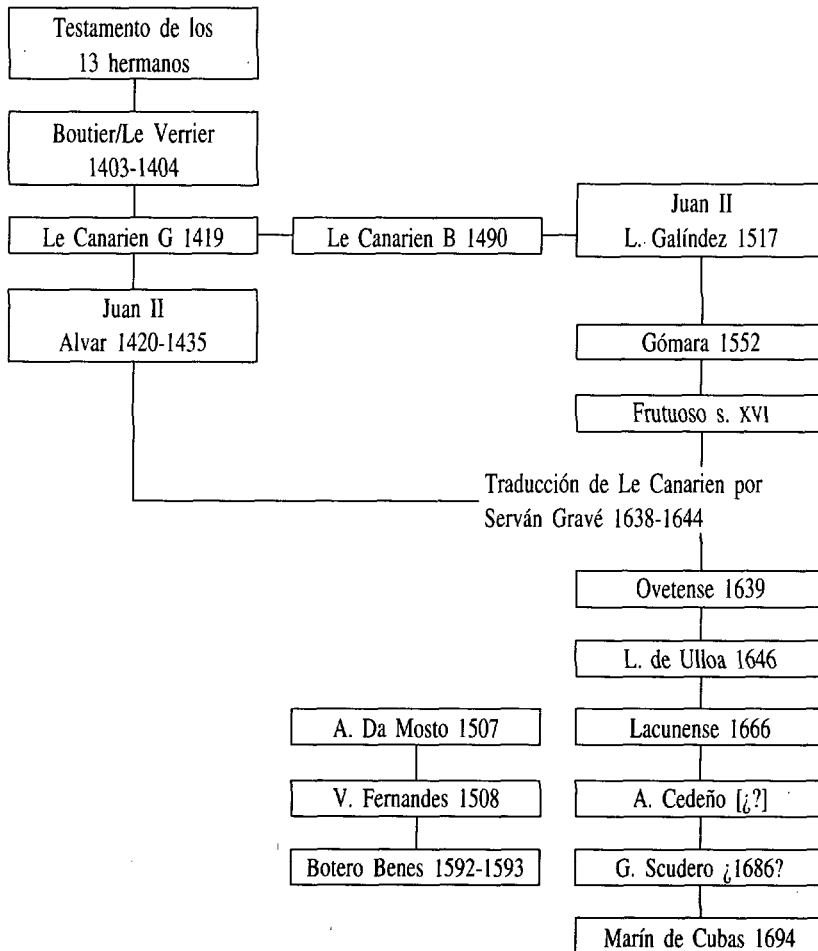 Testamento de los
13 hermanos
Boutier/Le Verrier
1403-1404
Le Canarien G 1419
Le Canarien B 1490
Juan II
L. Galíndez 1517
Juan II
Alvar 1420-1435
Gómara 1552
Frutuoso s. XVI
Traducción de Le Canarien por
Serván Gravé 1638-1644
Ovetense 1639
L. de Ulloa 1646
A. Da Mosto 1507
Lacunense 1666
V. Fernandes 1508
A. Cedeño [¿?]
Botero Benes 1592-1593
G. Scudero ¿1686?
Marín de Cubas 1694